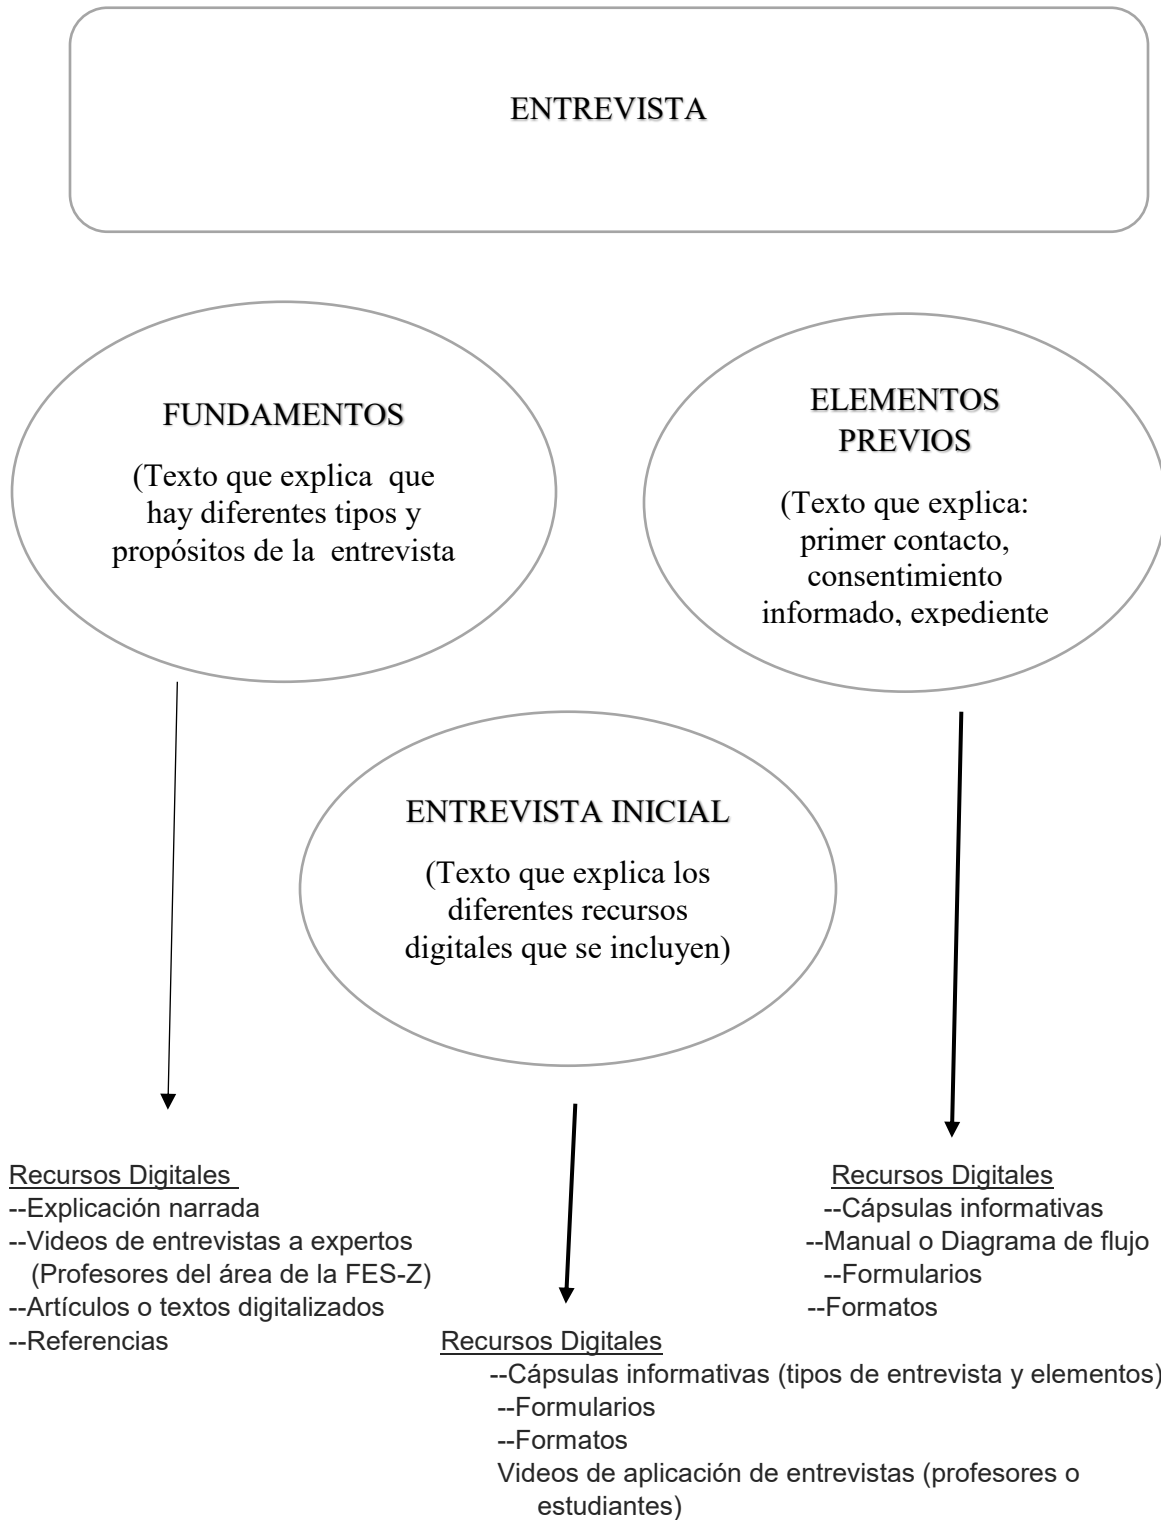 ENTREVISTA
FUNDAMENTOS
(Texto que explica  que
hay diferentes tipos y
propósitos de la  entrevista
ELEMENTOS
PREVIOS
(Texto que explica:
primer contacto,
consentimiento
informado, expediente
ENTREVISTA INICIAL
(Texto que explica los
diferentes recursos
digitales que se incluyen)
Recursos Digitales
--Explicación narrada
--Videos de entrevistas a expertos
(Profesores del área de la FES-Z)
--Artículos o textos digitalizados
--Referencias
Recursos Digitales
--Cápsulas informativas
--Manual o Diagrama de flujo
--Formularios
--Formatos
Recursos Digitales
--Cápsulas informativas (tipos de entrevista y elementos)
--Formularios
--Formatos
Videos de aplicación de entrevistas (profesores o
estudiantes)